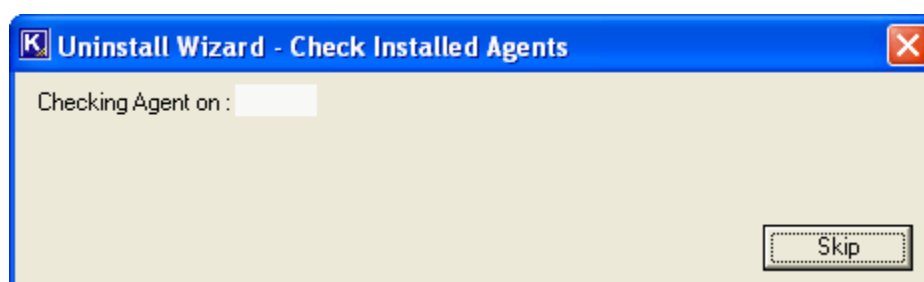 K Uninstall Wizard - Check Installed Agents
Checking Agent on :
Skip